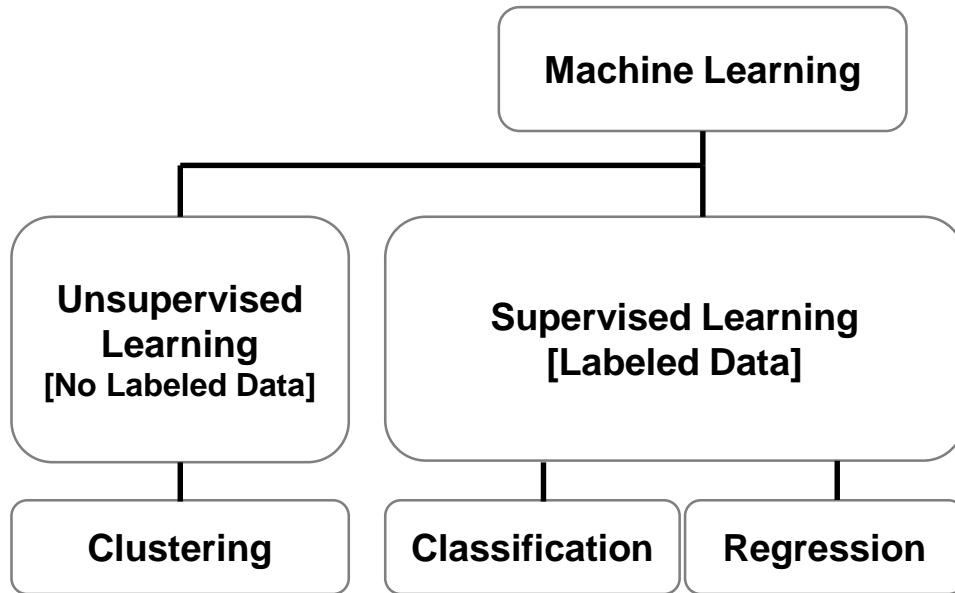 Machine Learning
Unsupervised
Learning
[No Labeled Data]
Supervised Learning
[Labeled Data]
Clustering
Classification
Regression